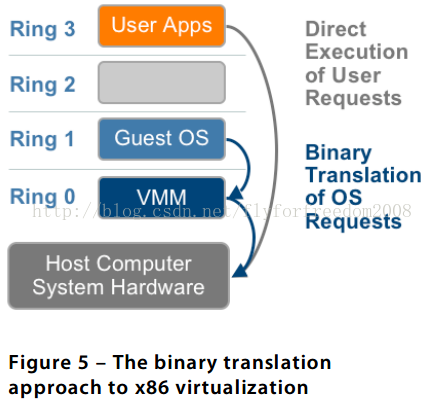 Ring 3
User Apps
Direct
Execution
of User
Requests
Ring 2
Ring 1
Guest OS
Binary
Translation
of OS
Requests
Ring 0
VMM
http://blog.csdn.net/flyforfreedom2008
Host Computer
System Hardware
Figure 5 – The binary translation
approach to x86 virtualization